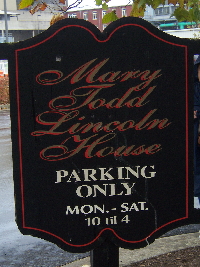 Mary
Todd
Lincoln
House
PARKING
ONLY
MON.- SAT.
10 til 4